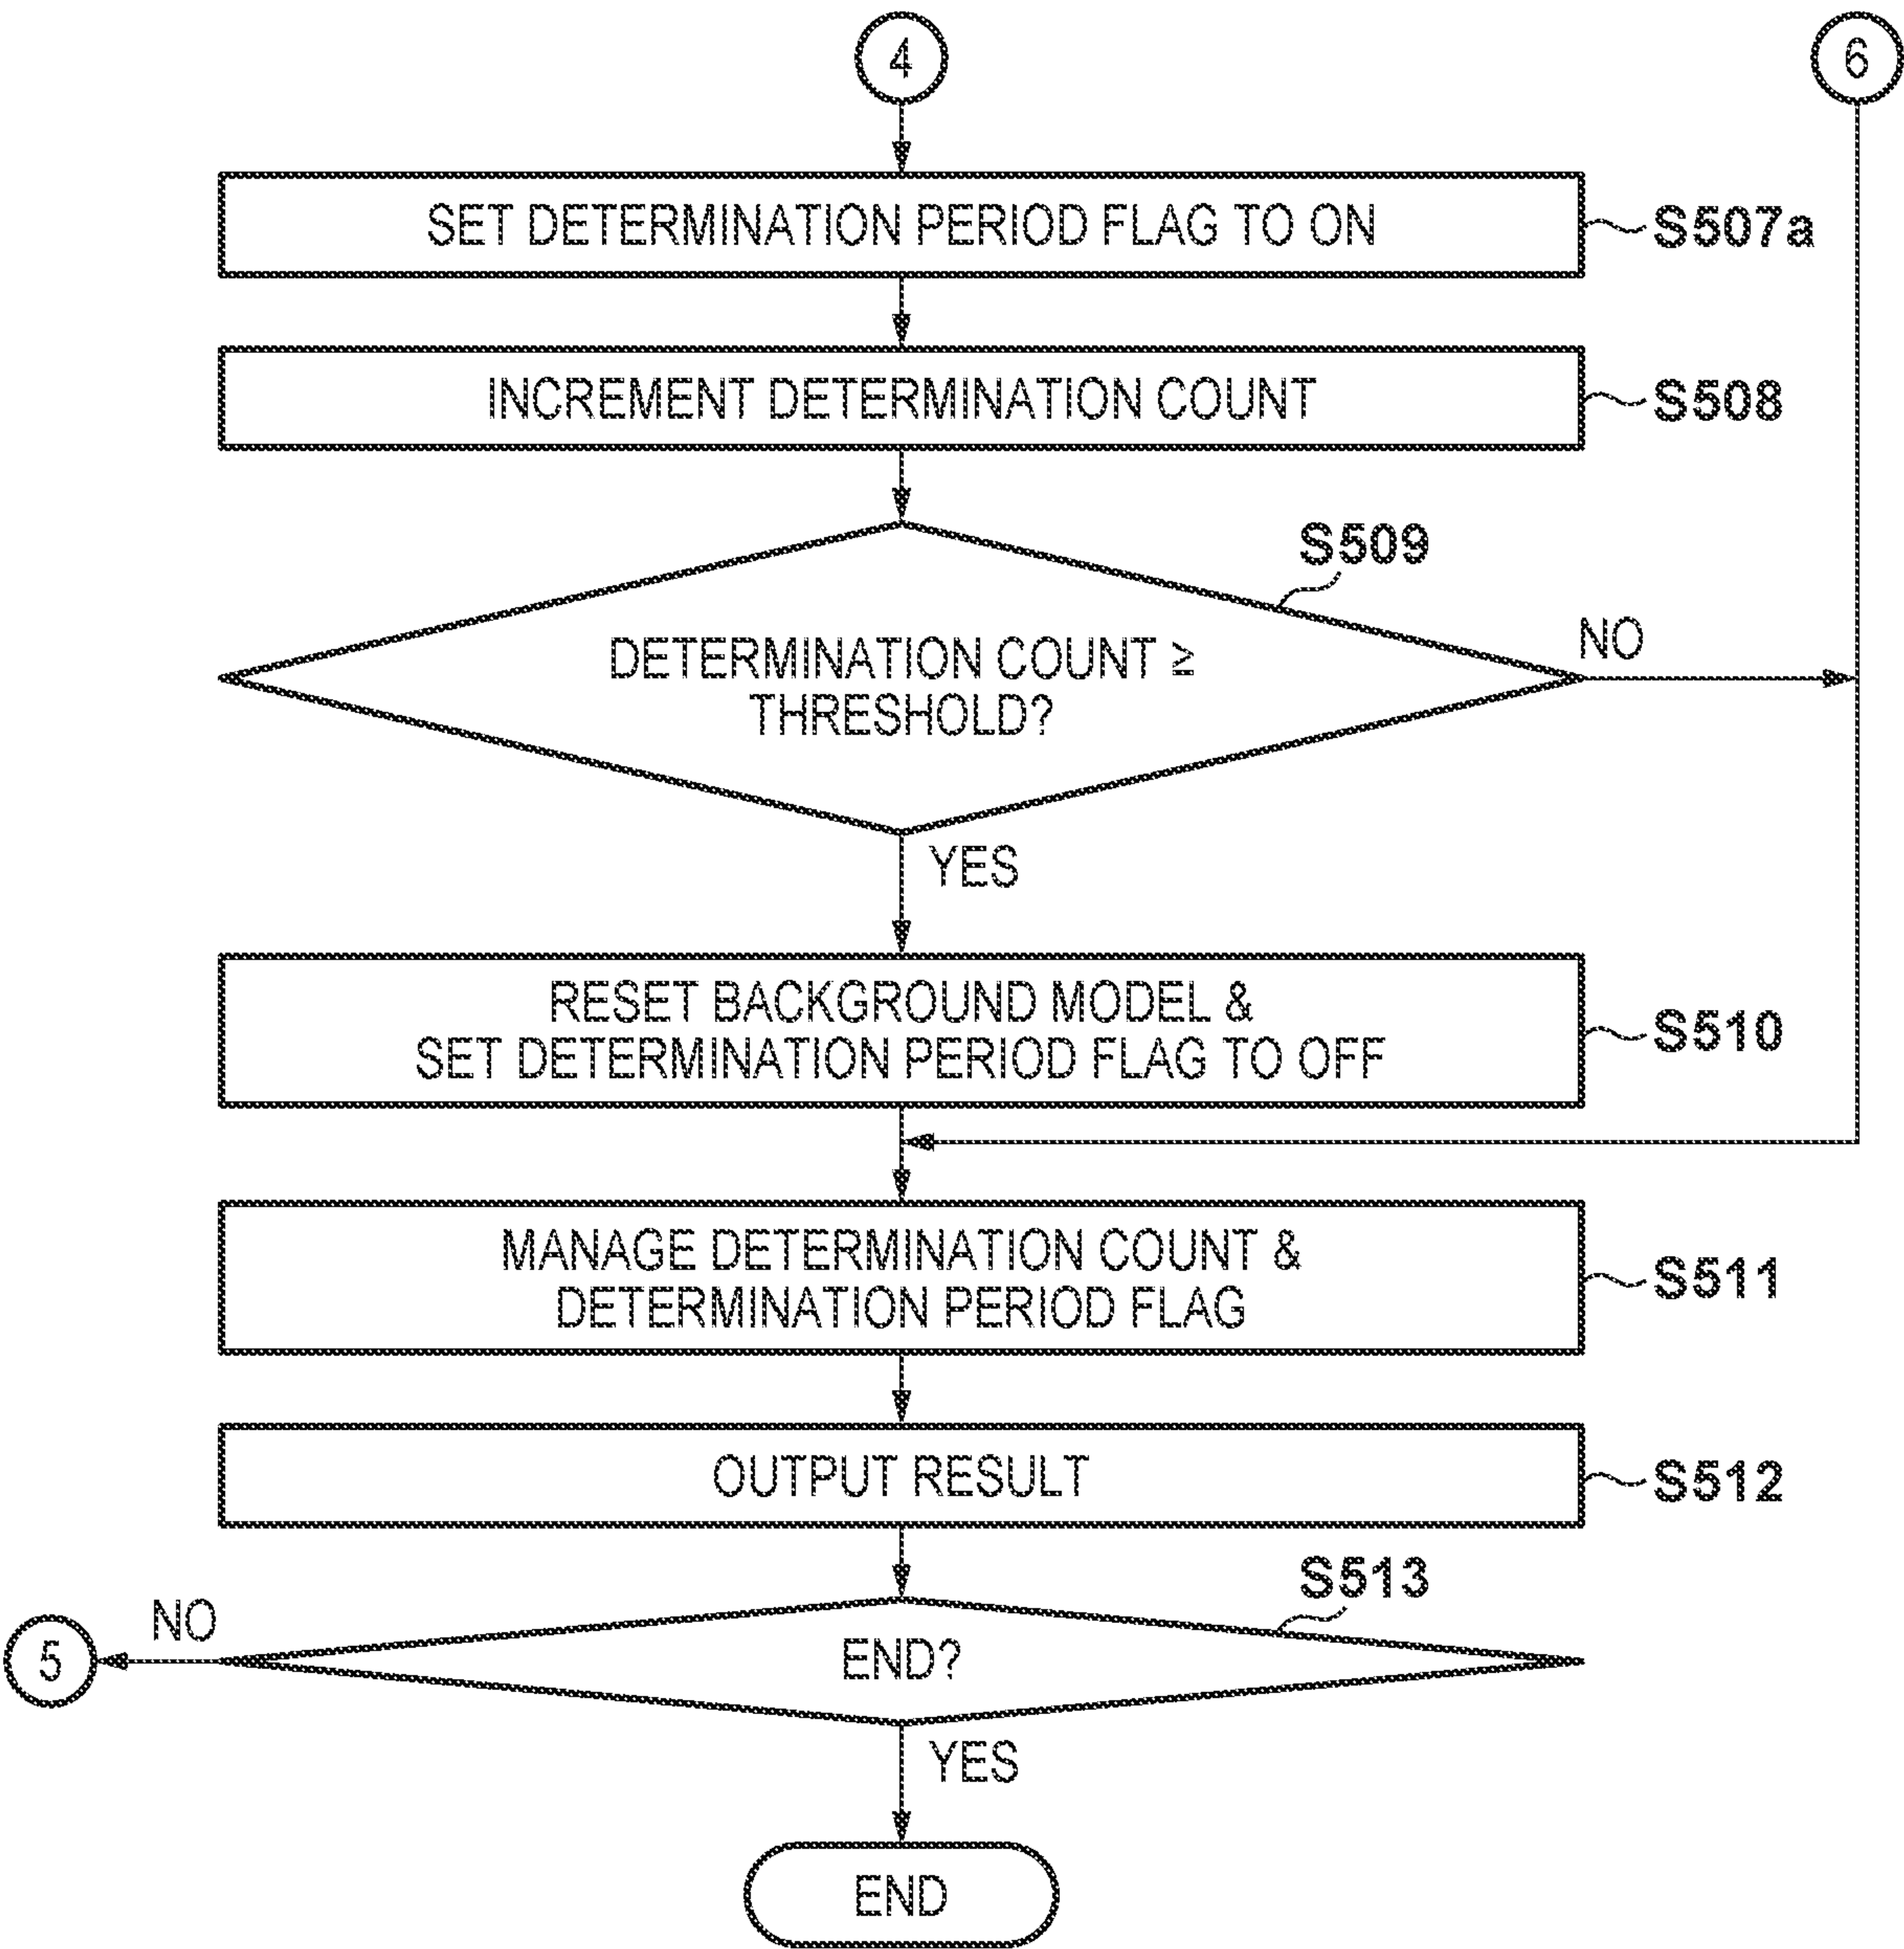 4
6
SET DETERMINATION PERIOD FLAG TO ON
S507a
INCREMENT DETERMINATION COUNT
S508
S509
DETERMINATION COUNT ≥
THRESHOLD?
NO
YES
RESET BACKGROUND MODEL &
SET DETERMINATION PERIOD FLAG TO OFF
S510
MANAGE DETERMINATION COUNT &
DETERMINATION PERIOD FLAG
S511
OUTPUT RESULT
S512
S513
NO
5
END?
YES
END